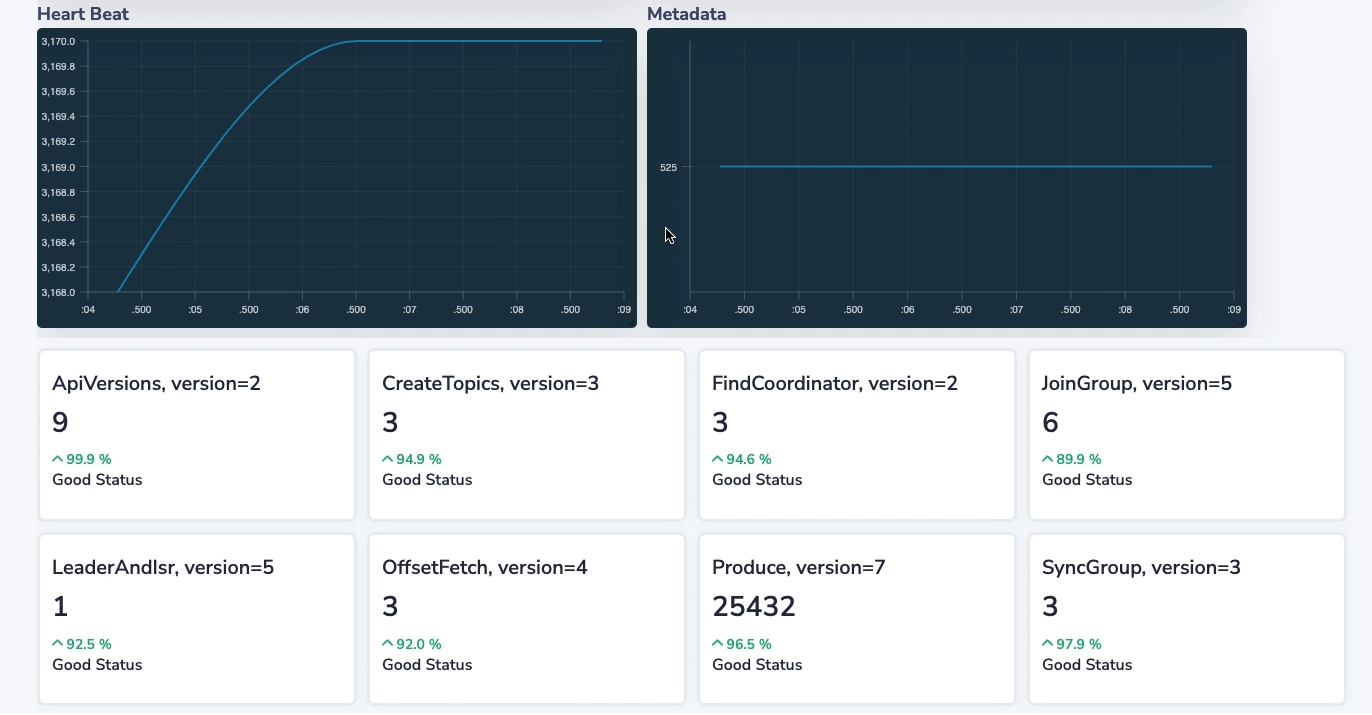 Heart Beat
3,170.0
3,169.8
3,169.6
3,169.4
3,169.2
3,169.0
3,168.8
3,168.6
3,168.4
3,168.2
3,168.0
:04 .500 :05 .500 :06 .500 :07 .500 :08 .500 :09
Metadata
525
:04 .500 :05 .500 :06 .500 :07 .500 :08 .500 :09
ApiVersions, version=2
9
99.9 %
Good Status
CreateTopics, version=3
3
94.9 %
Good Status
FindCoordinator, version=2
3
94.6 %
Good Status
JoinGroup, version=5
6
89.9 %
Good Status
LeaderAndIsr, version=5
1
92.5 %
Good Status
OffsetFetch, version=4
3
92.0 %
Good Status
Produce, version=7
25432
96.5 %
Good Status
SyncGroup, version=3
3
97.9 %
Good Status